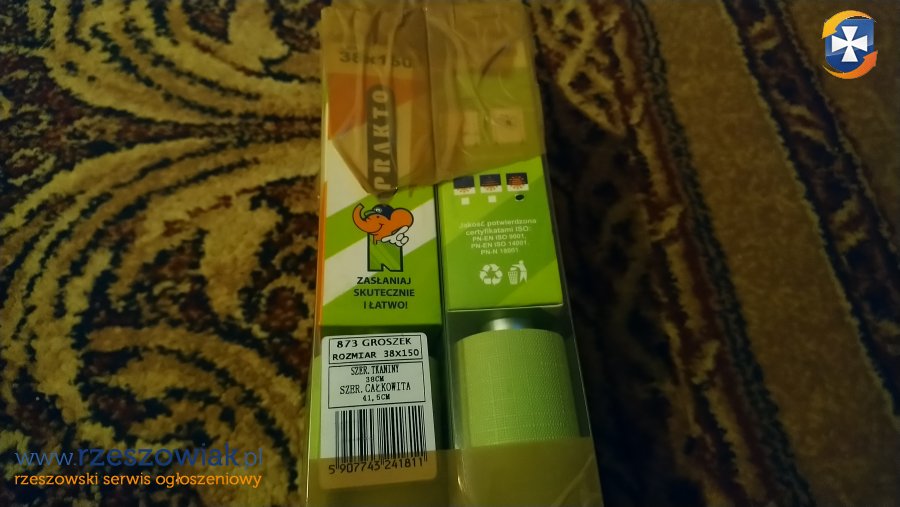 38x150
PRAKTO
N
ZASŁANIAJ
SKUTECZNIE
I ŁATWO!
Jakość potwierdzona
certyfikatami ISO:
PN-EN ISO 9001,
PN-EN ISO 14001,
PN-N 18001
873 GROSZEK
ROZMIAR 38X150
SZER.TKANINY
38CM
SZER.CAŁKOWITA
41,5CM
5 907743 241811
www.rzeszowiak.pl
rzeszowski serwis ogłoszeniowy